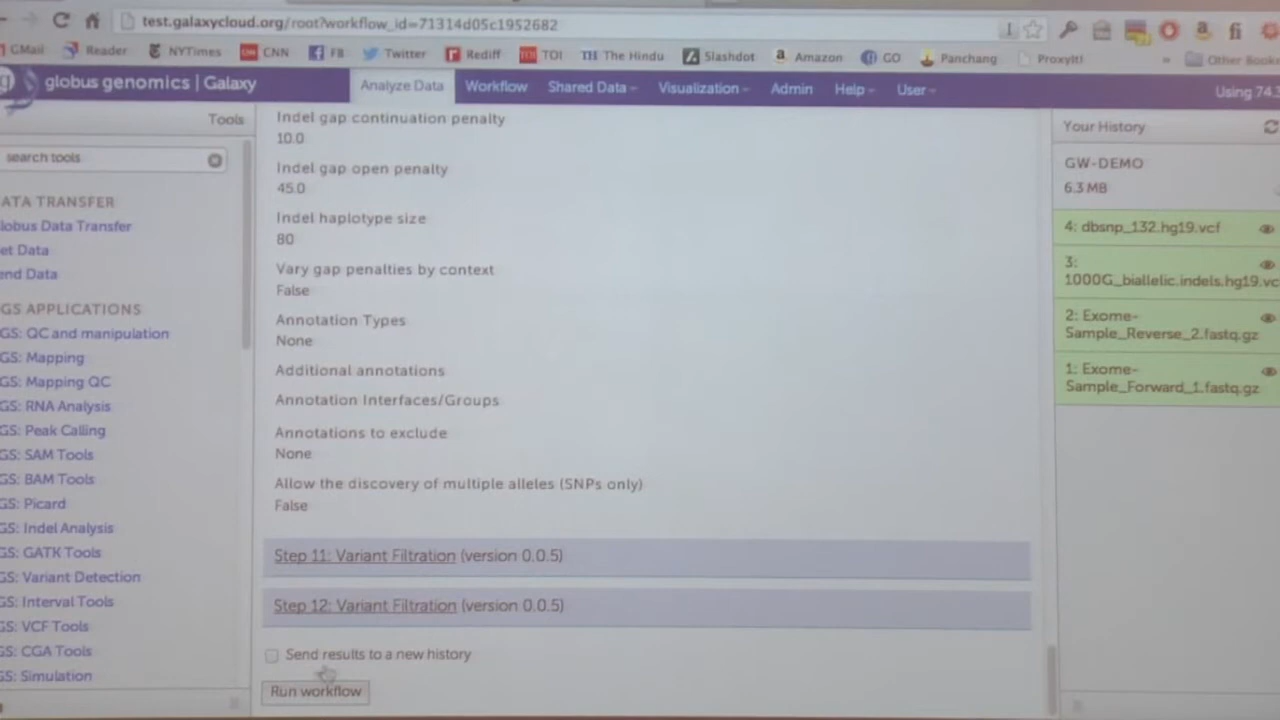 test.galaxycloud.org/root?workflow_id=71314d05c1952682
GMail Reader NYTimes CNN FB Twitter Rediff TOI The Hindu Slashdot Amazon GO Panchang ProxyIt! » Other Book
globus genomics | Galaxy Analyze Data Workflow Shared Data Visualization Admin Help User Using 74.3
Tools
search tools
ATA TRANSFER
lobus Data Transfer
et Data
end Data
GS APPLICATIONS
GS: QC and manipulation
GS: Mapping
GS: Mapping QC
GS: RNA Analysis
GS: Peak Calling
GS: SAM Tools
GS: BAM Tools
GS: Picard
GS: Indel Analysis
GS: GATK Tools
GS: Variant Detection
GS: Interval Tools
GS: VCF Tools
GS: CGA Tools
GS: Simulation
Indel gap continuation penalty
10.0
Indel gap open penalty
45.0
Indel haplotype size
80
Vary gap penalties by context
False
Annotation Types
None
Additional annotations
Annotation Interfaces/Groups
Annotations to exclude
None
Allow the discovery of multiple alleles (SNPs only)
False
Step 11: Variant Filtration (version 0.0.5)
Step 12: Variant Filtration (version 0.0.5)
Send results to a new history
Run workflow
Your History
GW-DEMO
6.3 MB
4: dbsnp_132.hg19.vcf
3:
1000G_biallelic.indels.hg19.vc
2: Exome-
Sample_Reverse_2.fastq.gz
1: Exome-
Sample_Forward_1.fastq.gz